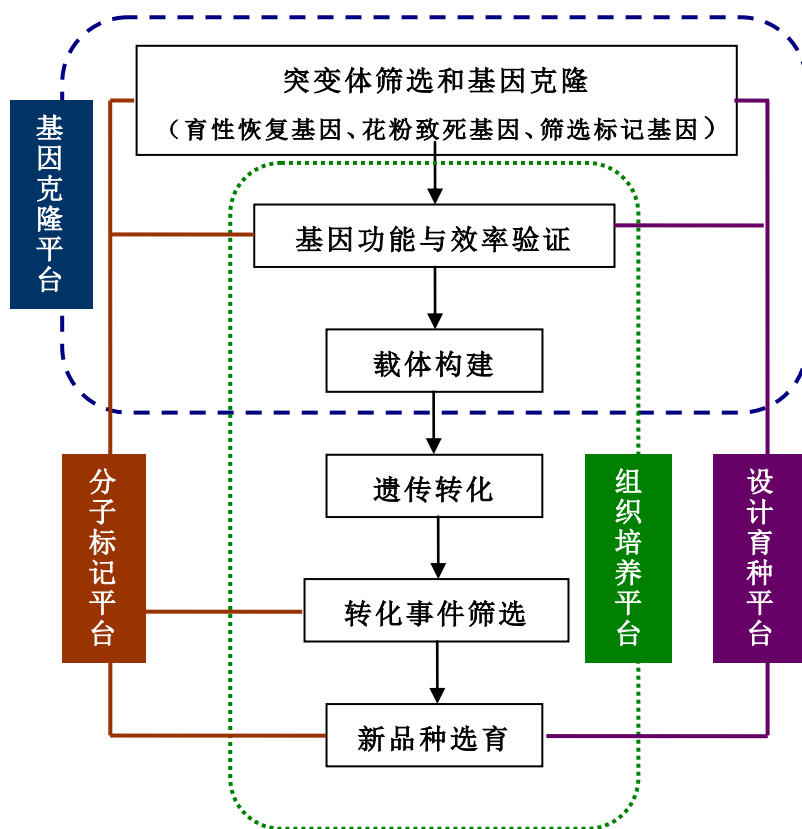 突变体筛选和基因克隆
（育性恢复基因、花粉致死基因、筛选标记基因）
基因克隆平台
基因功能与效率验证
载体构建
遗传转化
分子标记平台
组织培养平台
设计育种平台
转化事件筛选
新品种选育